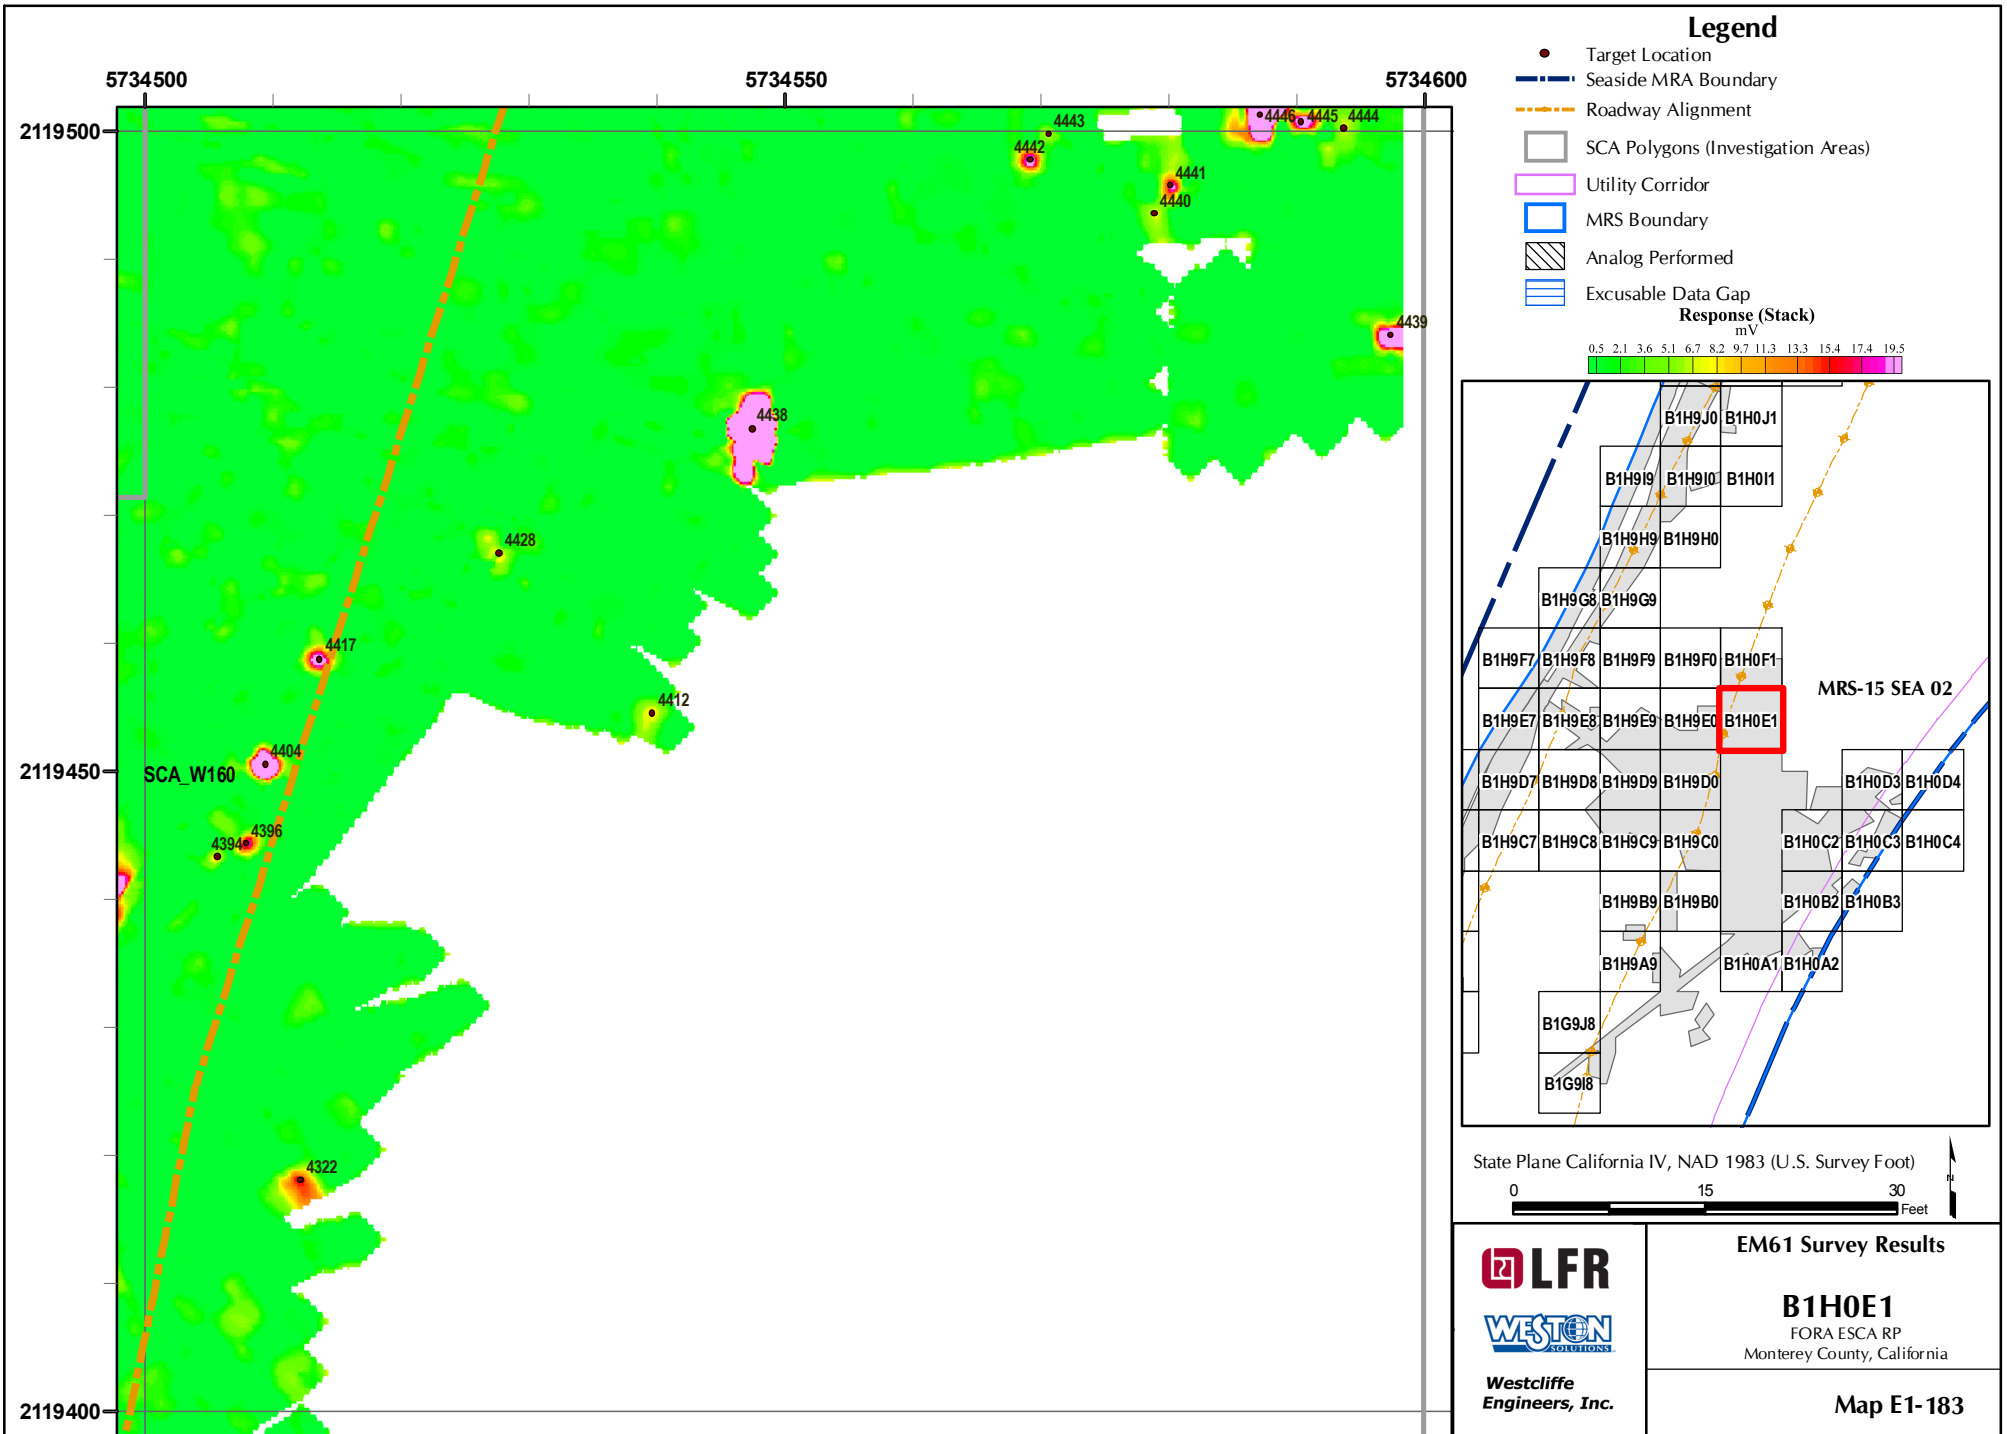 5734500
5734550
5734600
2119500
2119450
2119400
4446
4445
4444
4443
4442
4441
4440
4439
4438
4428
4417
4412
4404
SCA_W160
4396
4394
4322
Legend
Target Location
Seaside MRA Boundary
Roadway Alignment
SCA Polygons (Investigation Areas)
Utility Corridor
MRS Boundary
Analog Performed
Excusable Data Gap
Response (Stack)
mV
0.5 2.1 3.6 5.1 6.7 8.2 9.7 11.3 13.3 15.4 17.4 19.5
B1H9J0 B1H0J1
B1H9I9 B1H9I0 B1H0I1
B1H9H9 B1H9H0
B1H9G8 B1H9G9
B1H9F7 B1H9F8 B1H9F9 B1H9F0 B1H0F1
MRS-15 SEA 02
B1H9E7 B1H9E8 B1H9E9 B1H9E0 B1H0E1
B1H9D7 B1H9D8 B1H9D9 B1H9D0 B1H0D3 B1H0D4
B1H9C7 B1H9C8 B1H9C9 B1H9C0 B1H0C2 B1H0C3 B1H0C4
B1H9B9 B1H9B0 B1H0B2 B1H0B3
B1H9A9 B1H0A1 B1H0A2
B1G9J8
B1G9I8
State Plane California IV, NAD 1983 (U.S. Survey Foot)
0 15 30
Feet
N
LFR
WESTON
SOLUTIONS
Westcliffe
Engineers, Inc.
EM61 Survey Results
B1H0E1
FORA ESCA RP
Monterey County, California
Map E1-183